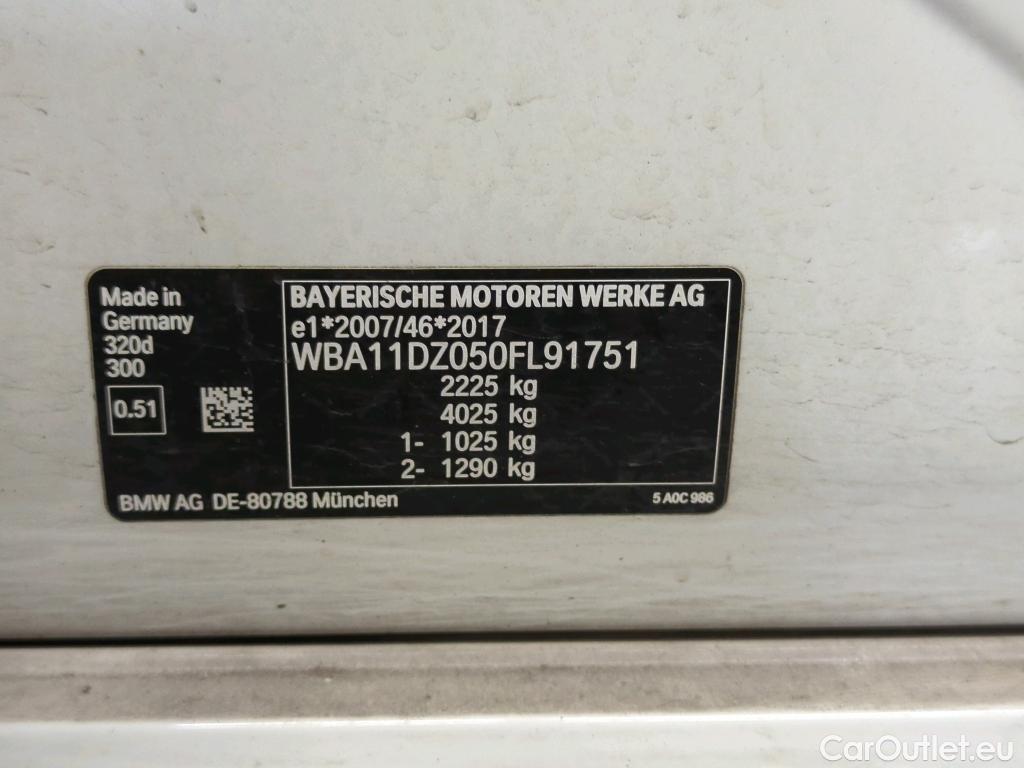 Made in
Germany
320d
300
0.51
BAYERISCHE MOTOREN WERKE AG
e1*2007/46*2017
WBA11DZ050FL91751
2225 kg
4025 kg
1- 1025 kg
2- 1290 kg
BMW AG DE-80788 München
5 A0C 986
CarOutlet.eu